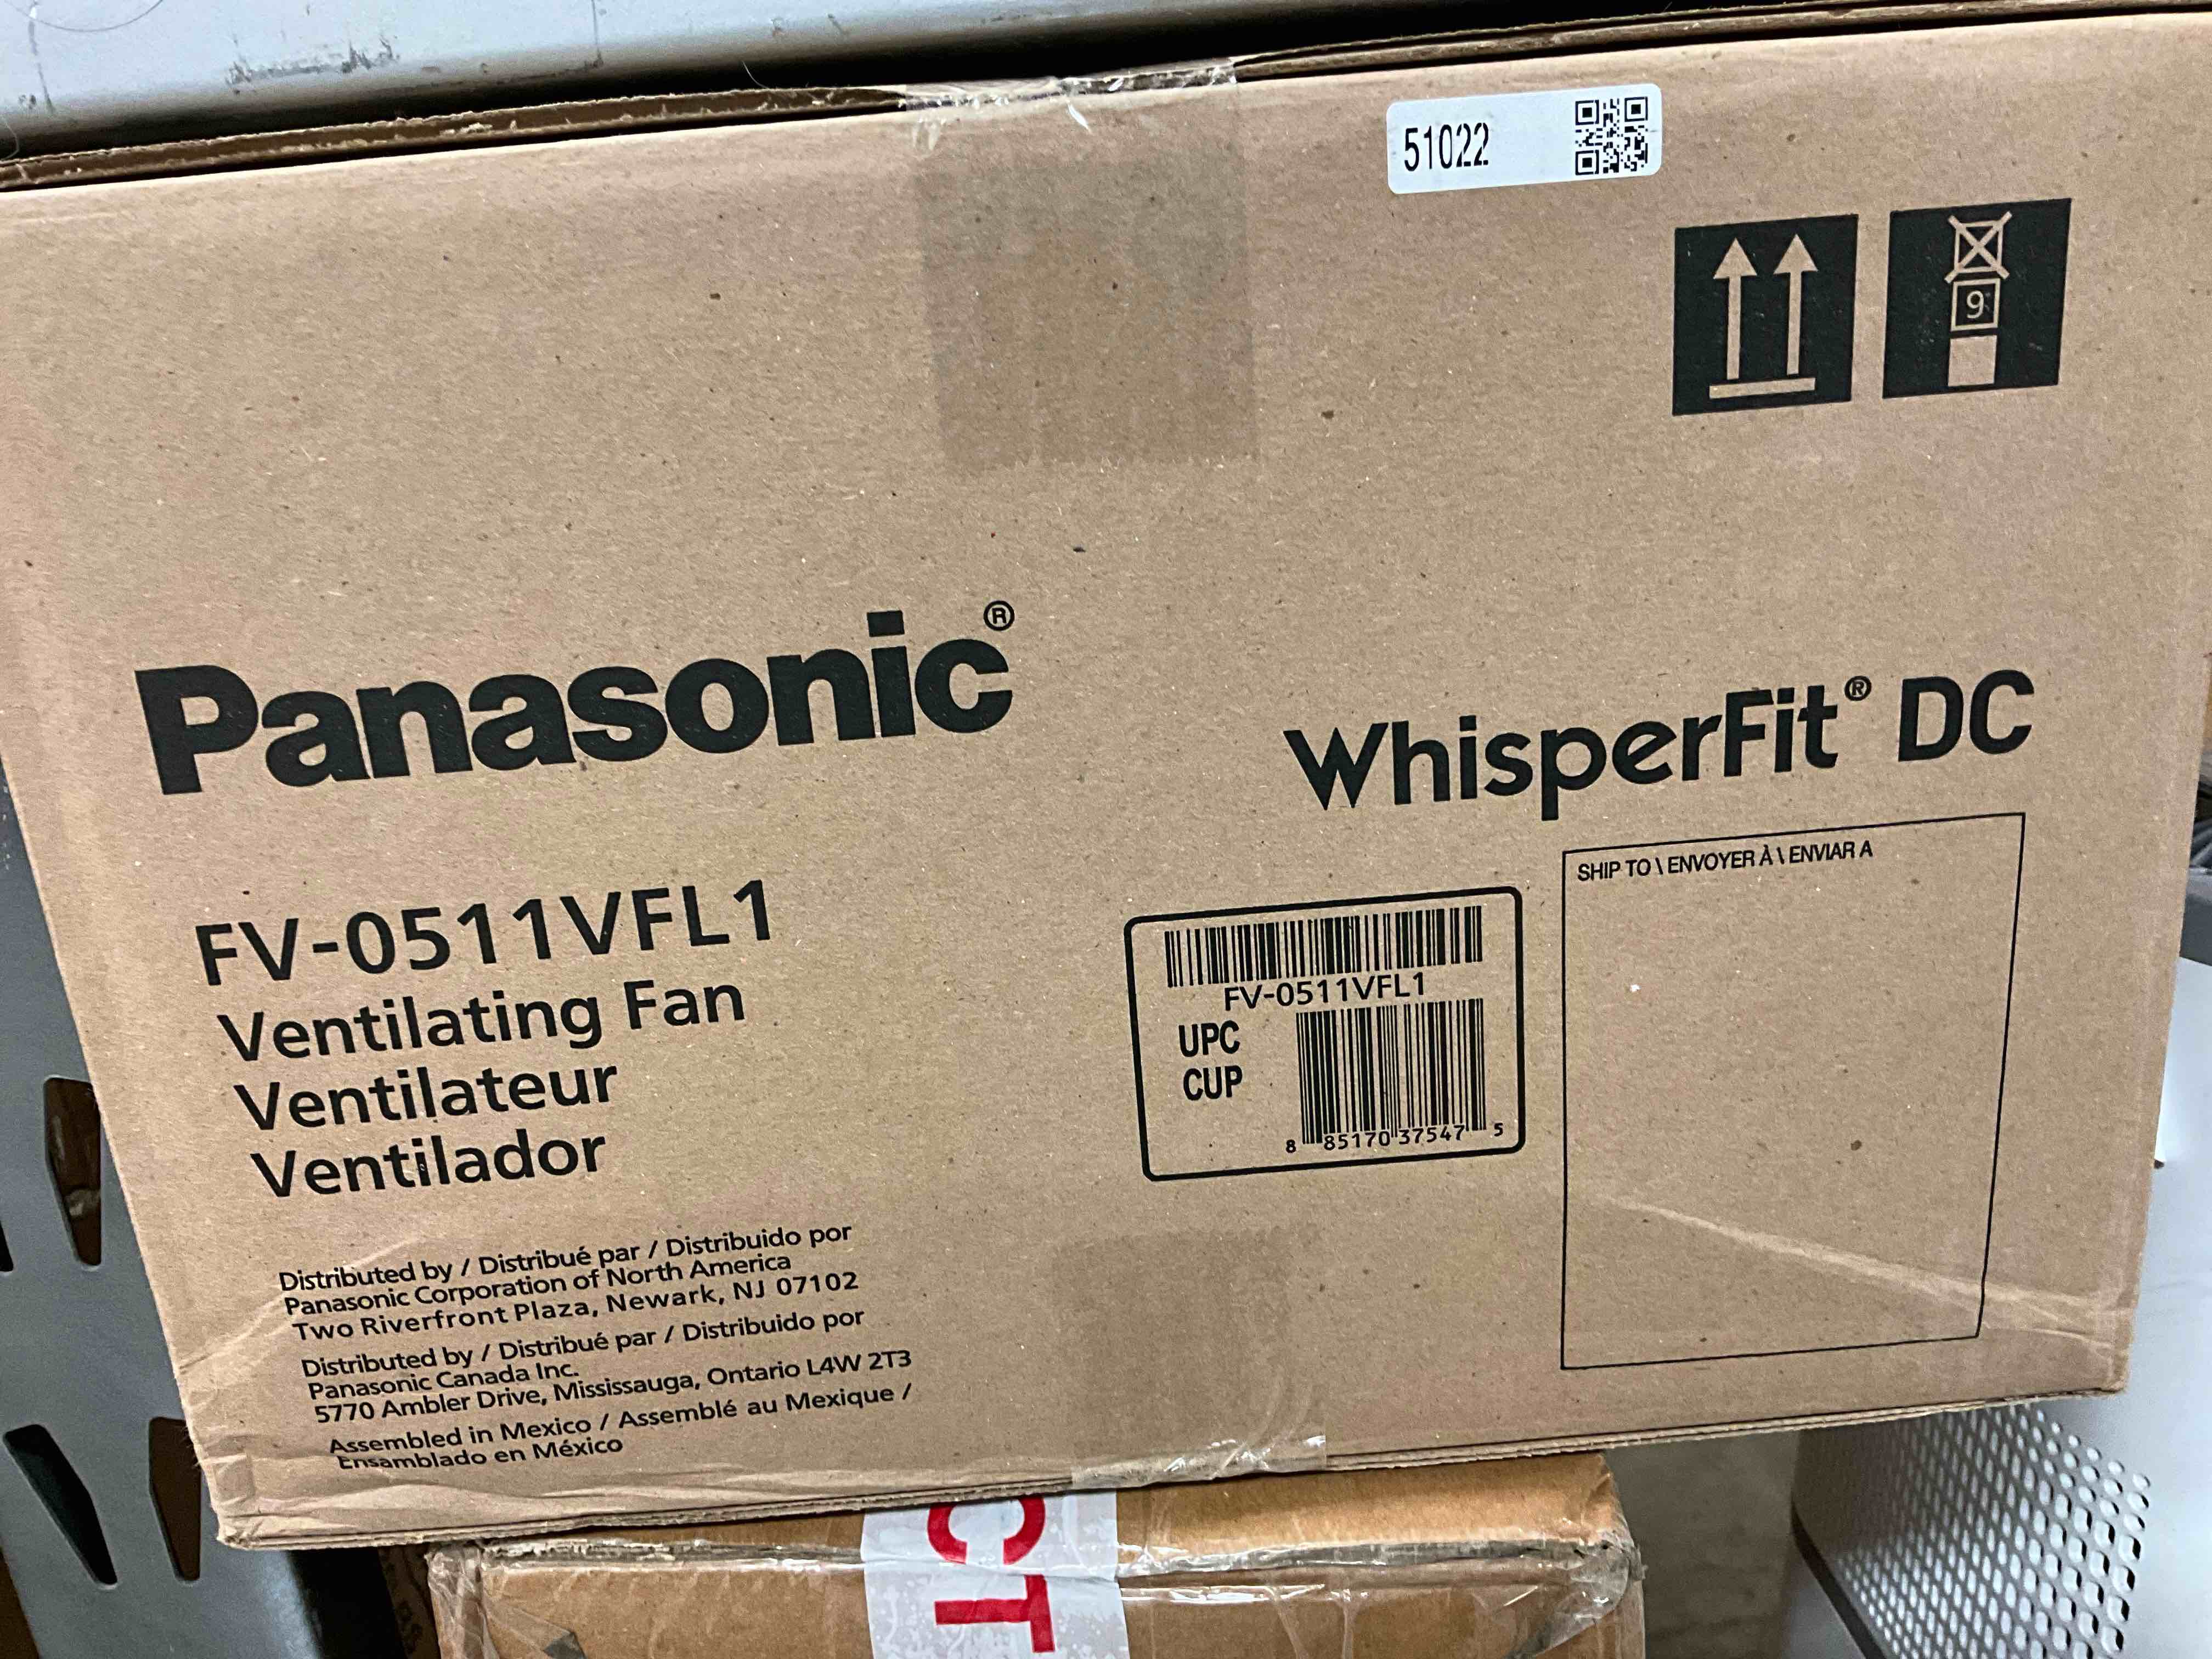 51022
9
Panasonic®
WhisperFit® DC
FV-0511VFL1
Ventilating Fan
Ventilateur
Ventilador
SHIP TO \ ENVOYER À \ ENVIAR A
FV-0511VFL1
UPC
CUP
8 85170 37547 5
Distributed by / Distribué par / Distribuido por
Panasonic Corporation of North America
Two Riverfront Plaza, Newark, NJ 07102
Distributed by / Distribué par / Distribuido por
Panasonic Canada Inc.
5770 Ambler Drive, Mississauga, Ontario L4W 2T3
Assembled in Mexico / Assemblé au Mexique /
Ensamblado en México
CT